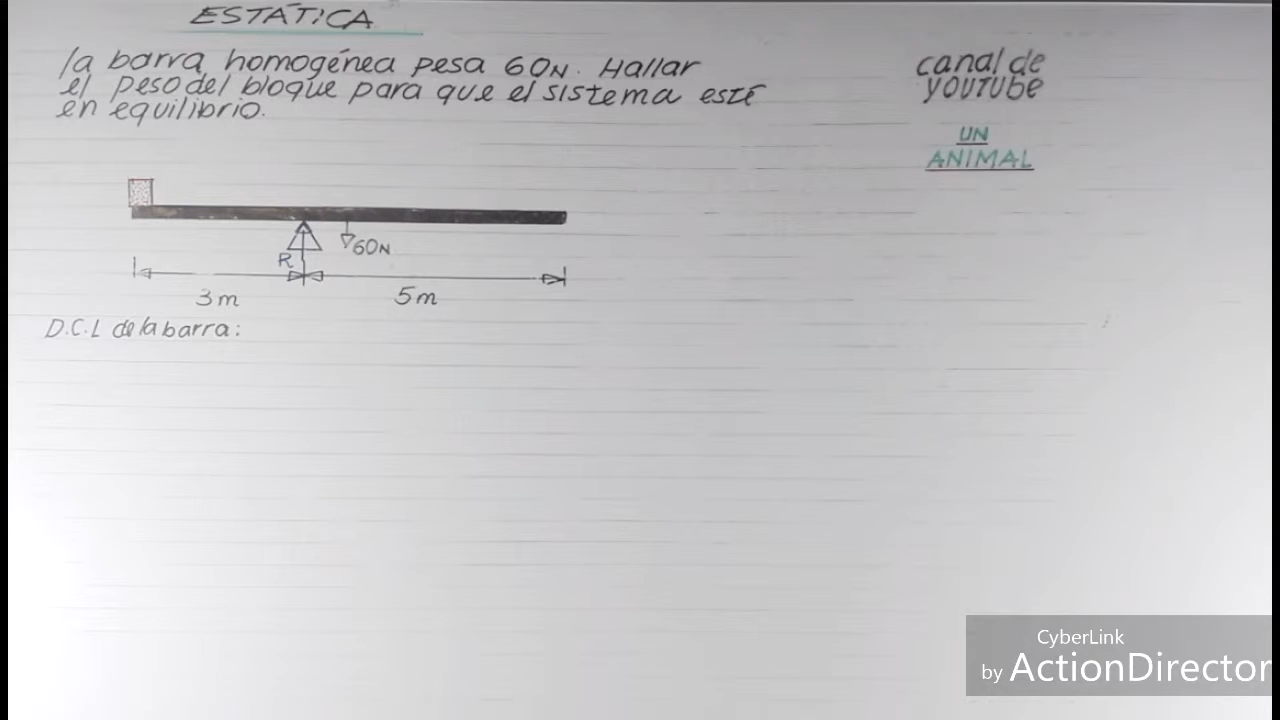 ESTÁTICA
la barra homogénea pesa 60N. Hallar
el peso del bloque para que el sistema esté
en equilibrio.
canal de
YOUTUBE
UN
ANIMAL
60N
R
3m
5m
D.C.L de la barra:
CyberLink
by ActionDirector